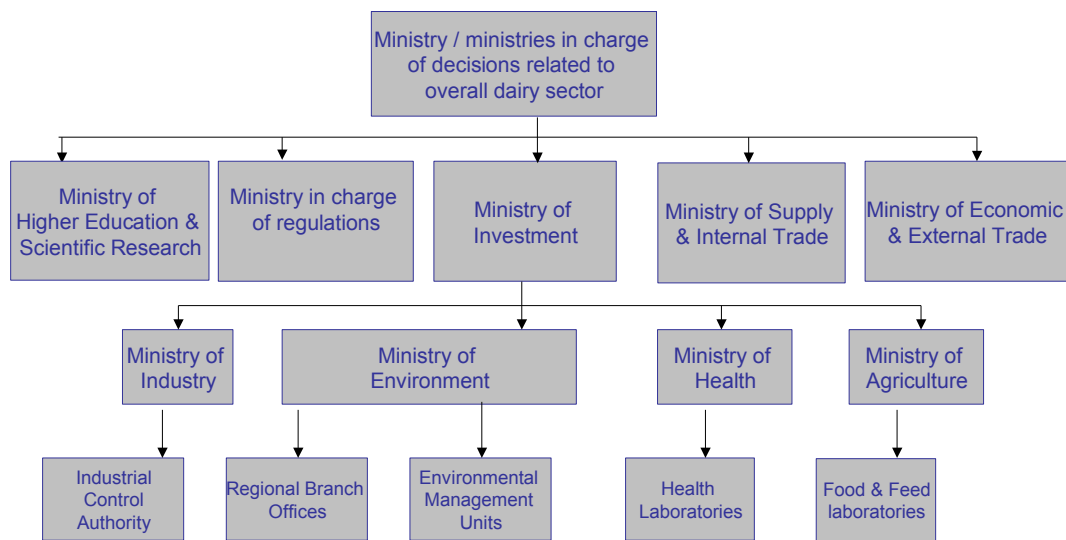 Ministry / ministries in charge
of decisions related to
overall dairy sector
Ministry of
Higher Education &
Scientific Research
Ministry in charge
of regulations
Ministry of
Investment
Ministry of Supply
& Internal Trade
Ministry of Economic
& External Trade
Ministry of
Industry
Ministry of
Environment
Ministry of
Health
Ministry of
Agriculture
Industrial
Control
Authority
Regional Branch
Offices
Environmental
Management
Units
Health
Laboratories
Food & Feed
laboratories